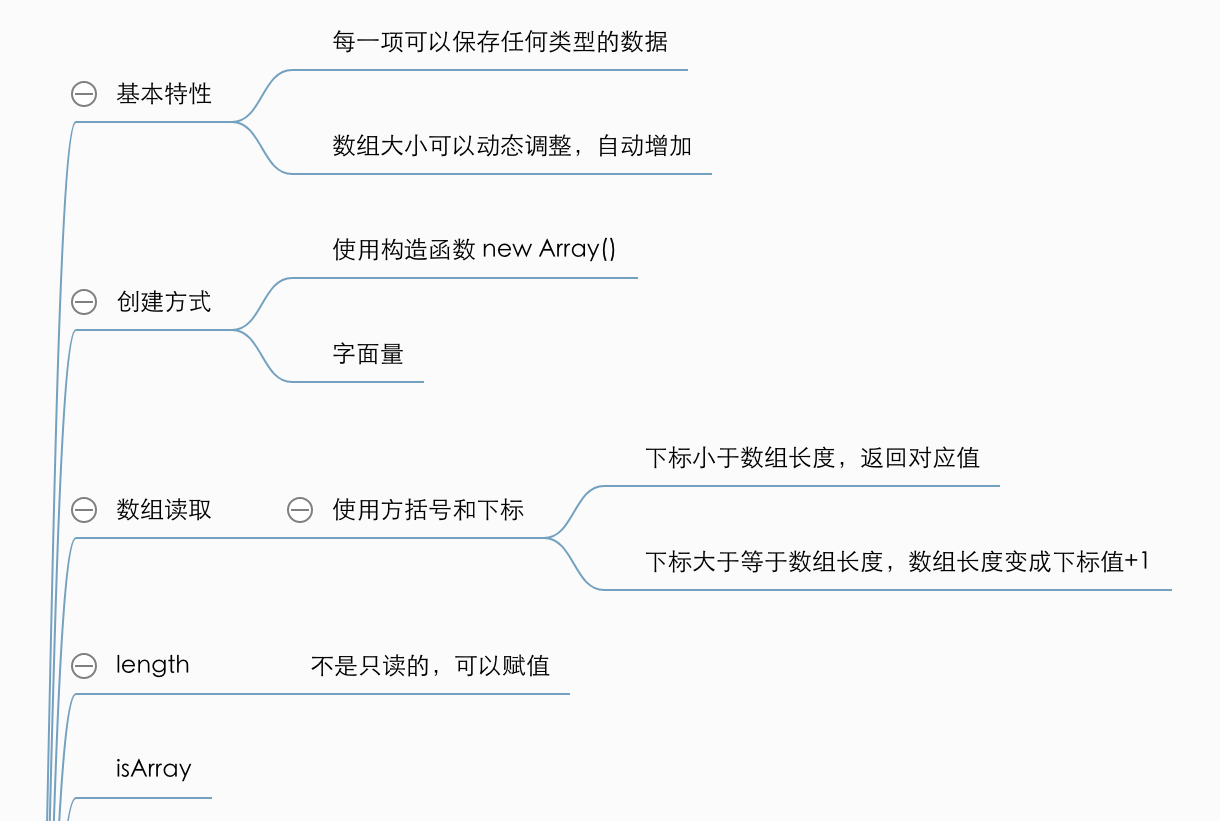 每一项可以保存任何类型的数据
基本特性
数组大小可以动态调整，自动增加
使用构造函数 new Array()
创建方式
字面量
下标小于数组长度，返回对应值
数组读取 使用方括号和下标
下标大于等于数组长度，数组长度变成下标值+1
length 不是只读的，可以赋值
isArray